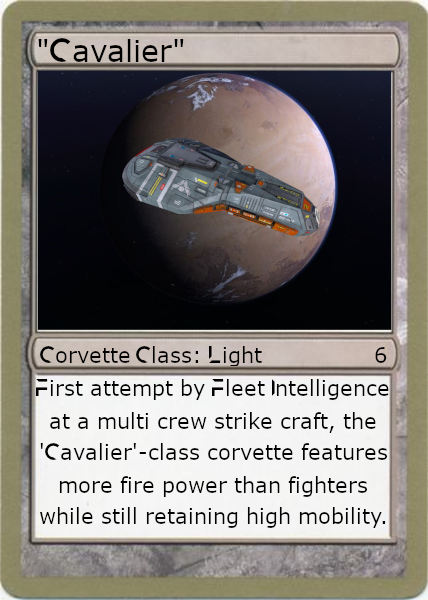 "Cavalier"
Corvette Class: Light 6
First attempt by Fleet Intelligence
at a multi crew strike craft, the
'Cavalier'-class corvette features
more fire power than fighters
while still retaining high mobility.